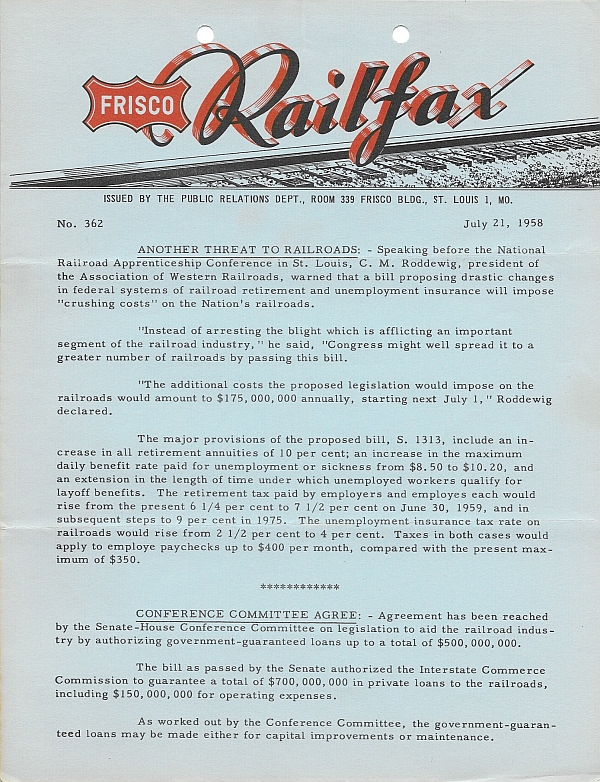 FRISCO
Railfax
ISSUED BY THE PUBLIC RELATIONS DEPT., ROOM 339 FRISCO BLDG., ST. LOUIS 1, MO.
No. 362 July 21, 1958
ANOTHER THREAT TO RAILROADS: - Speaking before the National
Railroad Apprenticeship Conference in St. Louis, C. M. Roddewig, president of
the Association of Western Railroads, warned that a bill proposing drastic changes
in federal systems of railroad retirement and unemployment insurance will impose
"crushing costs" on the Nation's railroads.
"Instead of arresting the blight which is afflicting an important
segment of the railroad industry," he said, "Congress might well spread it to a
greater number of railroads by passing this bill.
"The additional costs the proposed legislation would impose on the
railroads would amount to $175,000,000 annually, starting next July 1," Roddewig
declared.
The major provisions of the proposed bill, S. 1313, include an in-
crease in all retirement annuities of 10 per cent; an increase in the maximum
daily benefit rate paid for unemployment or sickness from $8.50 to $10.20, and
an extension in the length of time under which unemployed workers qualify for
layoff benefits. The retirement tax paid by employers and employes each would
rise from the present 6 1/4 per cent to 7 1/2 per cent on June 30, 1959, and in
subsequent steps to 9 per cent in 1975. The unemployment insurance tax rate on
railroads would rise from 2 1/2 per cent to 4 per cent. Taxes in both cases would
apply to employe paychecks up to $400 per month, compared with the present max-
imum of $350.
************
CONFERENCE COMMITTEE AGREE: - Agreement has been reached
by the Senate-House Conference Committee on legislation to aid the railroad indus-
try by authorizing government-guaranteed loans up to a total of $500,000,000.
The bill as passed by the Senate authorized the Interstate Commerce
Commission to guarantee a total of $700,000,000 in private loans to the railroads,
including $150,000,000 for operating expenses.
As worked out by the Conference Committee, the government-guaran-
teed loans may be made either for capital improvements or maintenance.